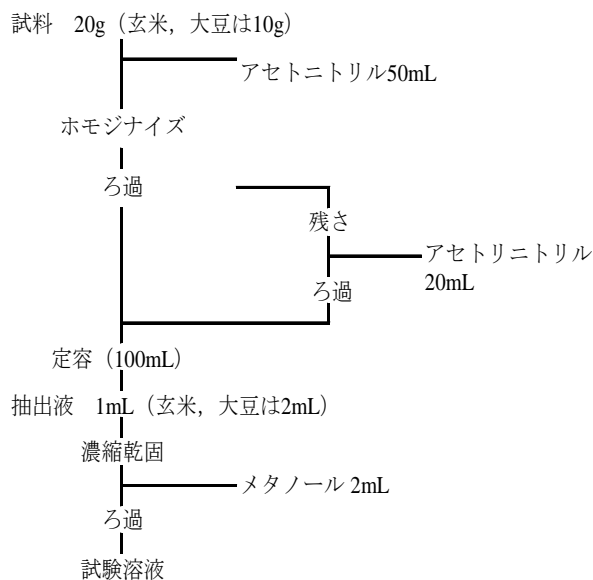 試料　20g（玄米，大豆は10g）
アセトニトリル50mL
ホモジナイズ
ろ過
残さ
アセトリニトリル
20mL
ろ過
定容（100mL）
抽出液　1mL（玄米，大豆は2mL）
濃縮乾固
メタノール 2mL
ろ過
試験溶液